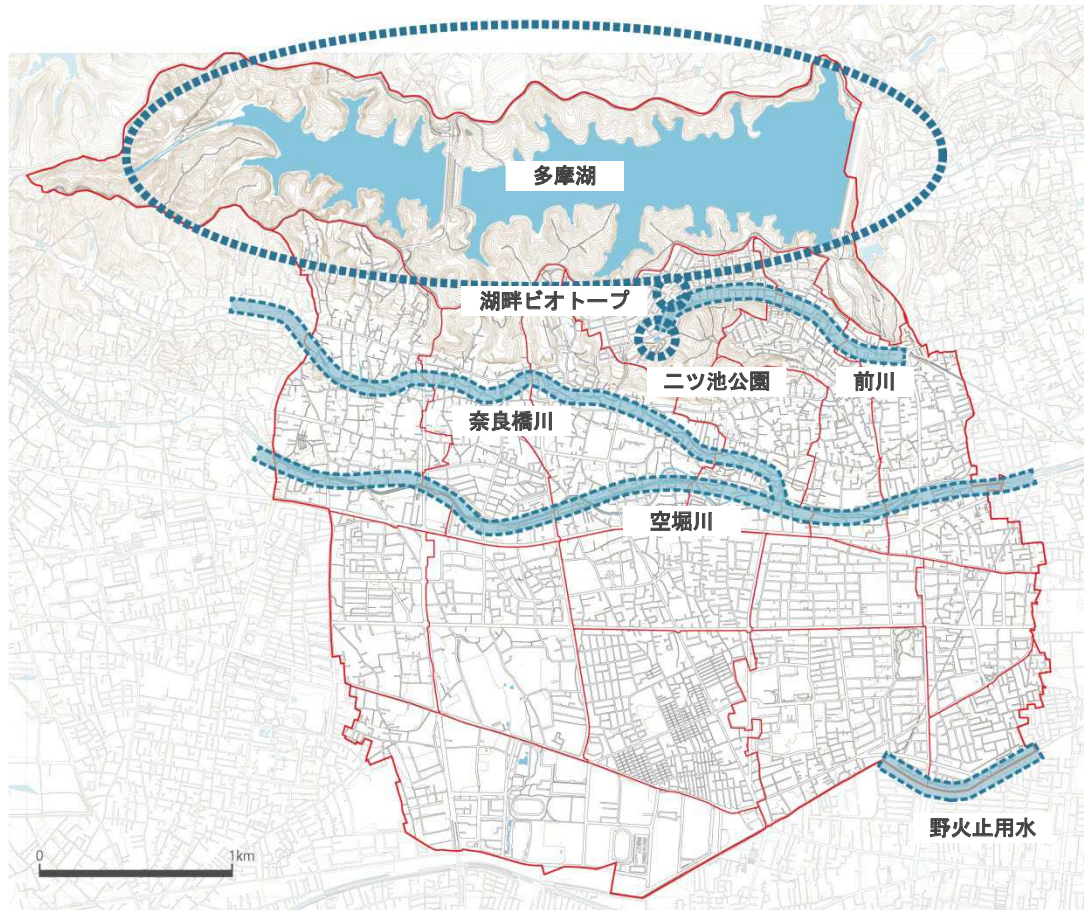 多摩湖
湖畔ビオトープ
二ツ池公園
前川
奈良橋川
空堀川
野火止用水
0
1km